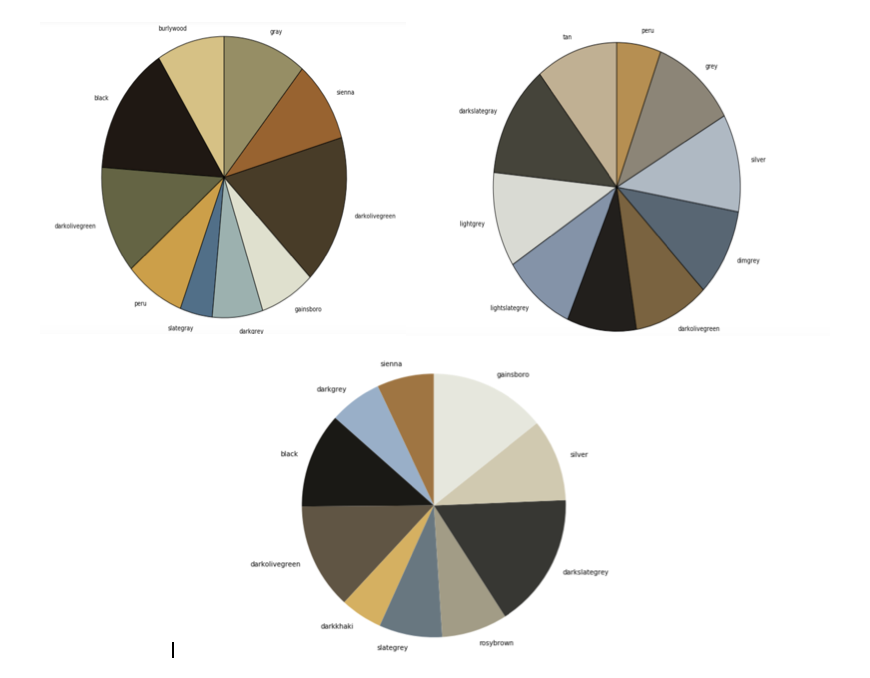 burlywood
gray
sienna
black
darkolivegreen
darkolivegreen
peru
slategray
darkgrey
gainsboro
peru
tan
grey
darkslategray
silver
lightgrey
dimgrey
lightslategrey
darkolivegreen
sienna
gainsboro
darkgrey
black
silver
darkolivegreen
darkslategrey
darkkhaki
slategrey
rosybrown